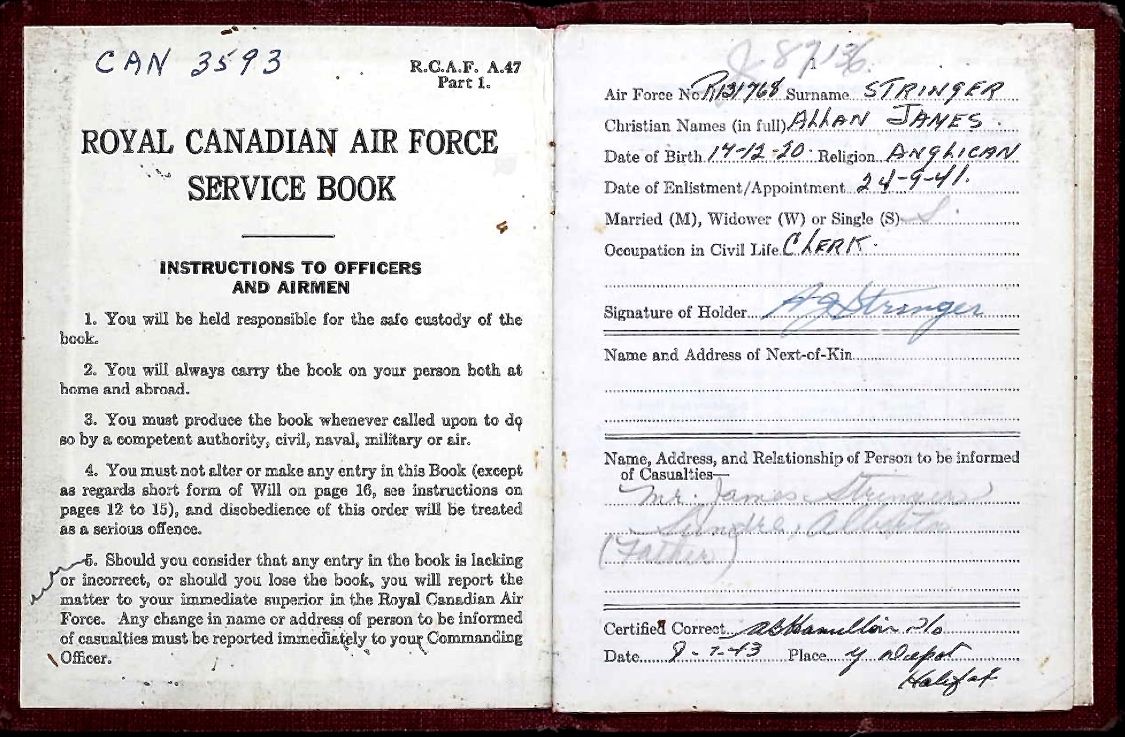 CAN 3593
R.C.A.F. A.47
Part 1.
ROYAL CANADIAN AIR FORCE
SERVICE BOOK
INSTRUCTIONS TO OFFICERS
AND AIRMEN
1. You will be held responsible for the safe custody of the
book.
2. You will always carry the book on your person both at
home and abroad.
3. You must produce the book whenever called upon to do
so by a competent authority, civil, naval, military or air.
4. You must not alter or make any entry in this Book (except
as regards short form of Will on page 16, see instructions on
pages 12 to 15), and disobedience of this order will be treated
as a serious offence.
5. Should you consider that any entry in the book is lacking
or incorrect, or should you lose the book, you will report the
matter to your immediate superior in the Royal Canadian Air
Force. Any change in name or address of person to be informed
of casualties must be reported immediately to your Commanding
Officer.
J 87136
Air Force No R131768 Surname STRINGER
Christian Names (in full) ALLAN JAMES.
Date of Birth 17-12-20 Religion ANGLICAN
Date of Enlistment/Appointment 24-9-41.
Married (M), Widower (W) or Single (S) S.
Occupation in Civil Life CLERK.
Signature of Holder AJ Stringer
Name and Address of Next-of-Kin
Name, Address, and Relationship of Person to be informed
of Casualties—
Mr. James Stringer
Sundre, Alberta
(Father)
Certified Correct Hamilton
Date -1-43 Place Y Depot
Halifax